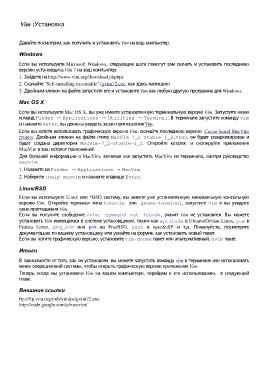 Vim /Установка
Давайте посмотрим, как получить и установить Vim на ваш компьютер.
Windows
Если вы используете Microsoft Windows, следующие шаги помогут вам скачать и установить последнюю
версию установщика Vim 7 на ваш компьютер:
1. Зайдите на http://www.vim.org/download.php#pc
2. Скачайте "Self-installing executable" (gvim72.exe, как здесь написано)
3. Двойным кликом на файле запустите его и установите Vim как любую другую программу для Windows.
Mac OS X
Если вы используете Mac OS X, вы уже имеете установленную терминальную версию Vim. Запустите меню
команд Finder → Applications → Utilities → Terminal. В терминале запустите команду vim
и нажмите enter, вы должны увидеть экран приглашения Vim.
Если вы хотите использовать графическую версию Vim, скачайте последнюю версию Cocoa-based MacVim
project. Двойным кликом на файле (типа MacVim-7_2-stable-1_2.tbz), он будет разархивирован и
будет создана директория MacVim-7_2-stable-1_2. Откройте каталог, и скопируйте приложение
MacVim в ваш каталог приложений.
Для большей информации о MacVim, включая как запустить MacVim из терминала, смотри руководство
macvim:
1. Нажмите на Finder → Applications → MacVim.
2. Наберите :help macvim и нажмите клавишу Enter.
Linux/BSD
Если вы используете Linux или *BSD систему, вы имеете уже установленную минимальную консольную
версию Vim. Откройте терминал типа konsole или gnome-terminal, запустите vim и вы увидите
окно приглашения Vim.
Если вы получите сообщение vim: command not found, значит Vim не установлен. Вы можете
установить Vim имеющимся в системе установщиком, таким как aptitude в Ubuntu/Debian Linux, yum в
Fedora Linux, pkg_add или port во FreeBSD, yast в openSUSE и т.д. Пожалуйста, посмотрите
документацию по вашему установщику или узнайте на форуме, как установить новый пакет.
Если вы хотите графическую версию, установите vim-gnome пакет или альтернативный, gvim пакет.
Итоги
В зависимости от того, как он установлен, вы можете запустить команду vim в терминале или использовать
меню операционной системы, чтобы открыть графическую версию приложения Vim.
Теперь, когда вы установили Vim на вашем компьютере, перейдем к его использованию, в следующей
главе.
Внешние ссылки
ftp://ftp.vim.org/pub/vim/pc/gvim72.exe
http://code.google.com/p/macvim/